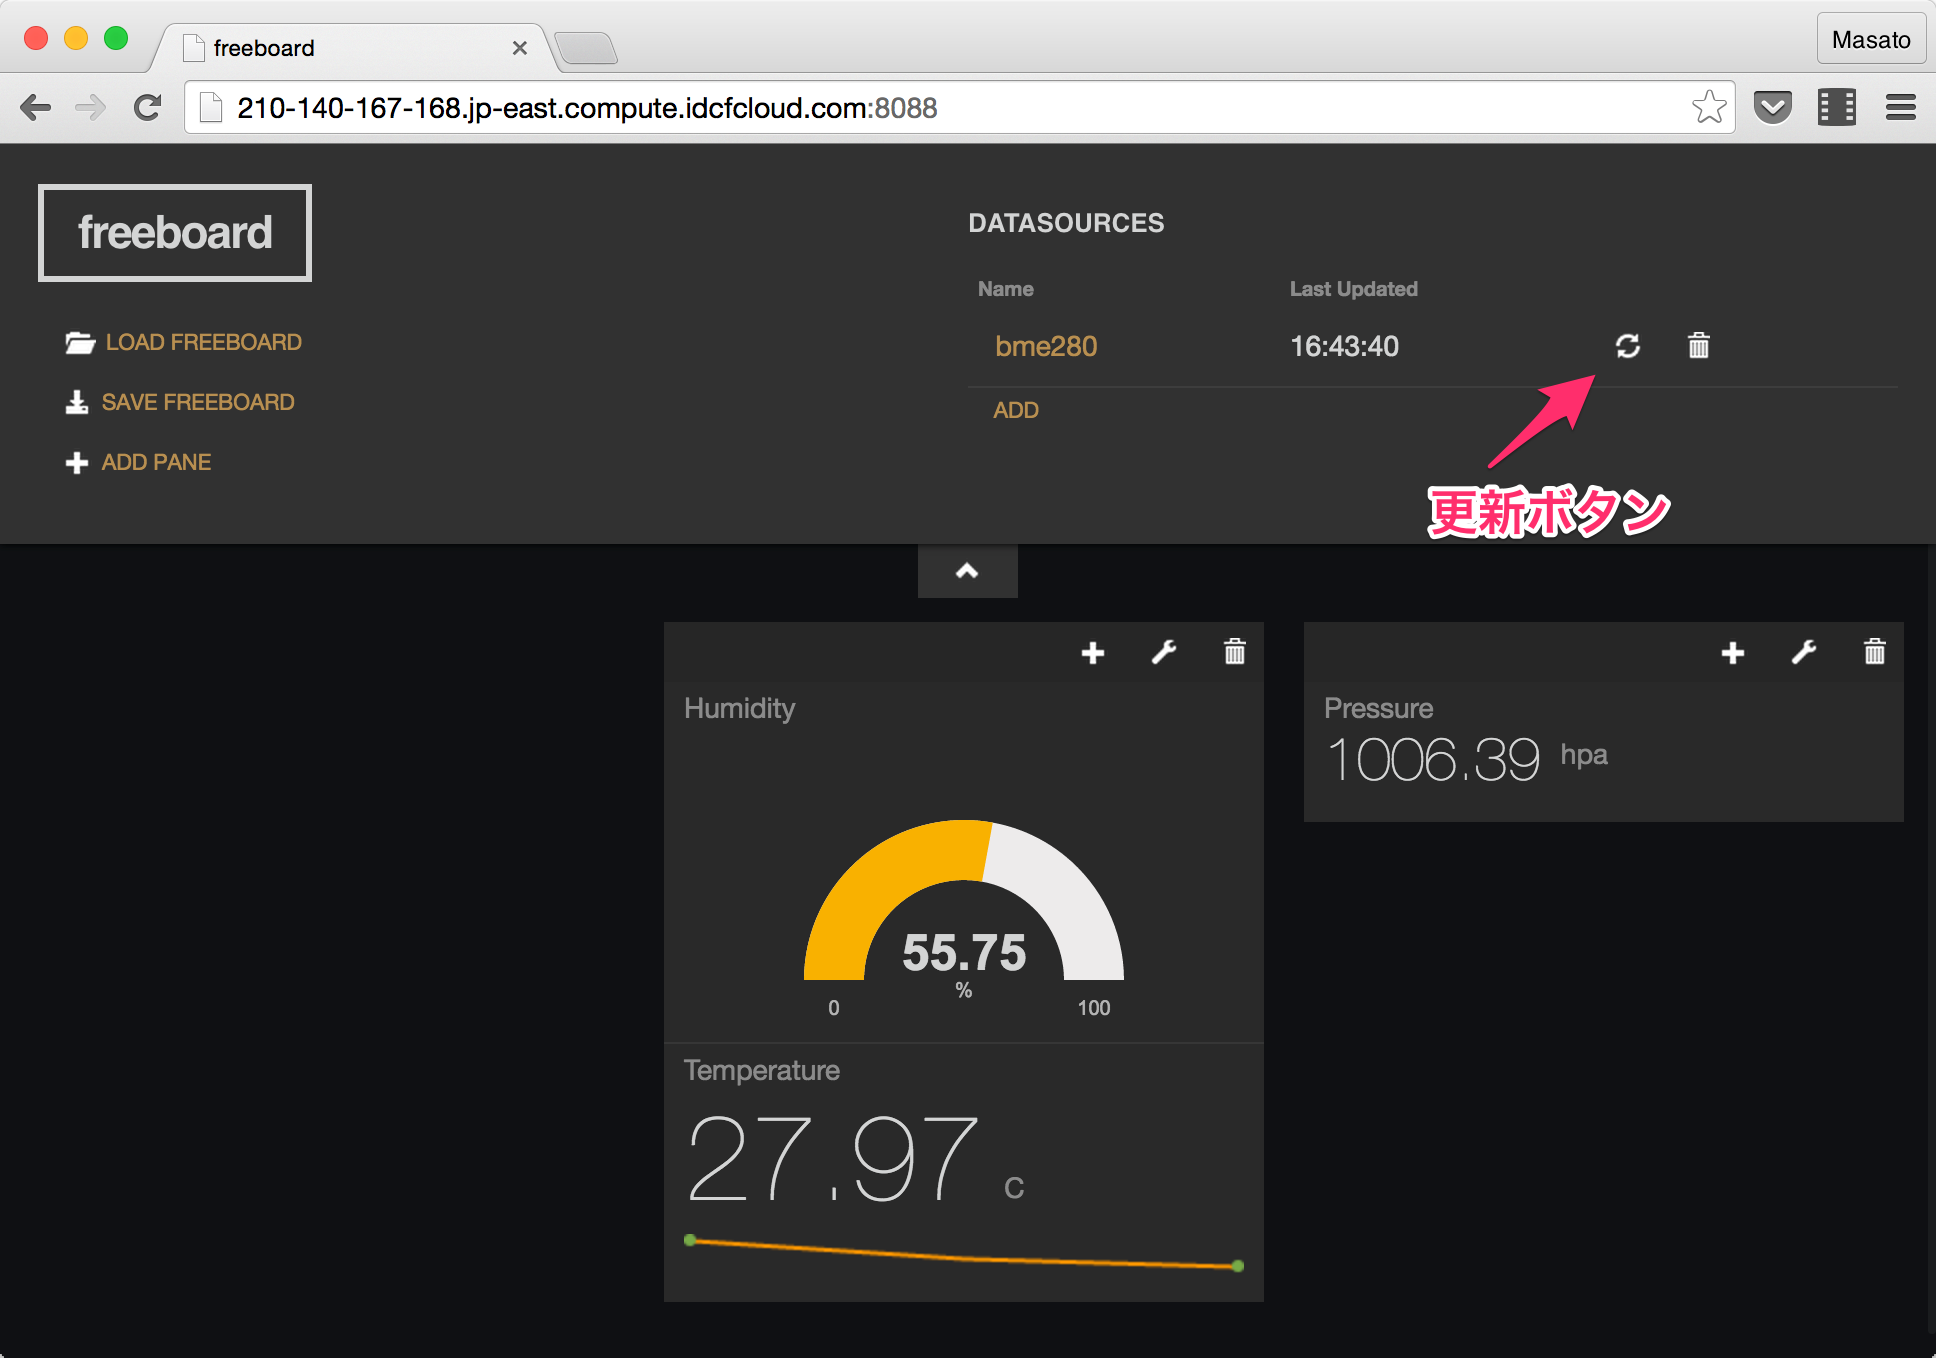 freeboard
Masato
210-140-167-168.jp-east.compute.idcfcloud.com:8088
freeboard
LOAD FREEBOARD
SAVE FREEBOARD
ADD PANE
DATASOURCES
Name Last Updated
bme280 16:43:40
ADD
更新ボタン
Humidity
55.75
%
0 100
Temperature
27.97 C
Pressure
1006.39 hpa